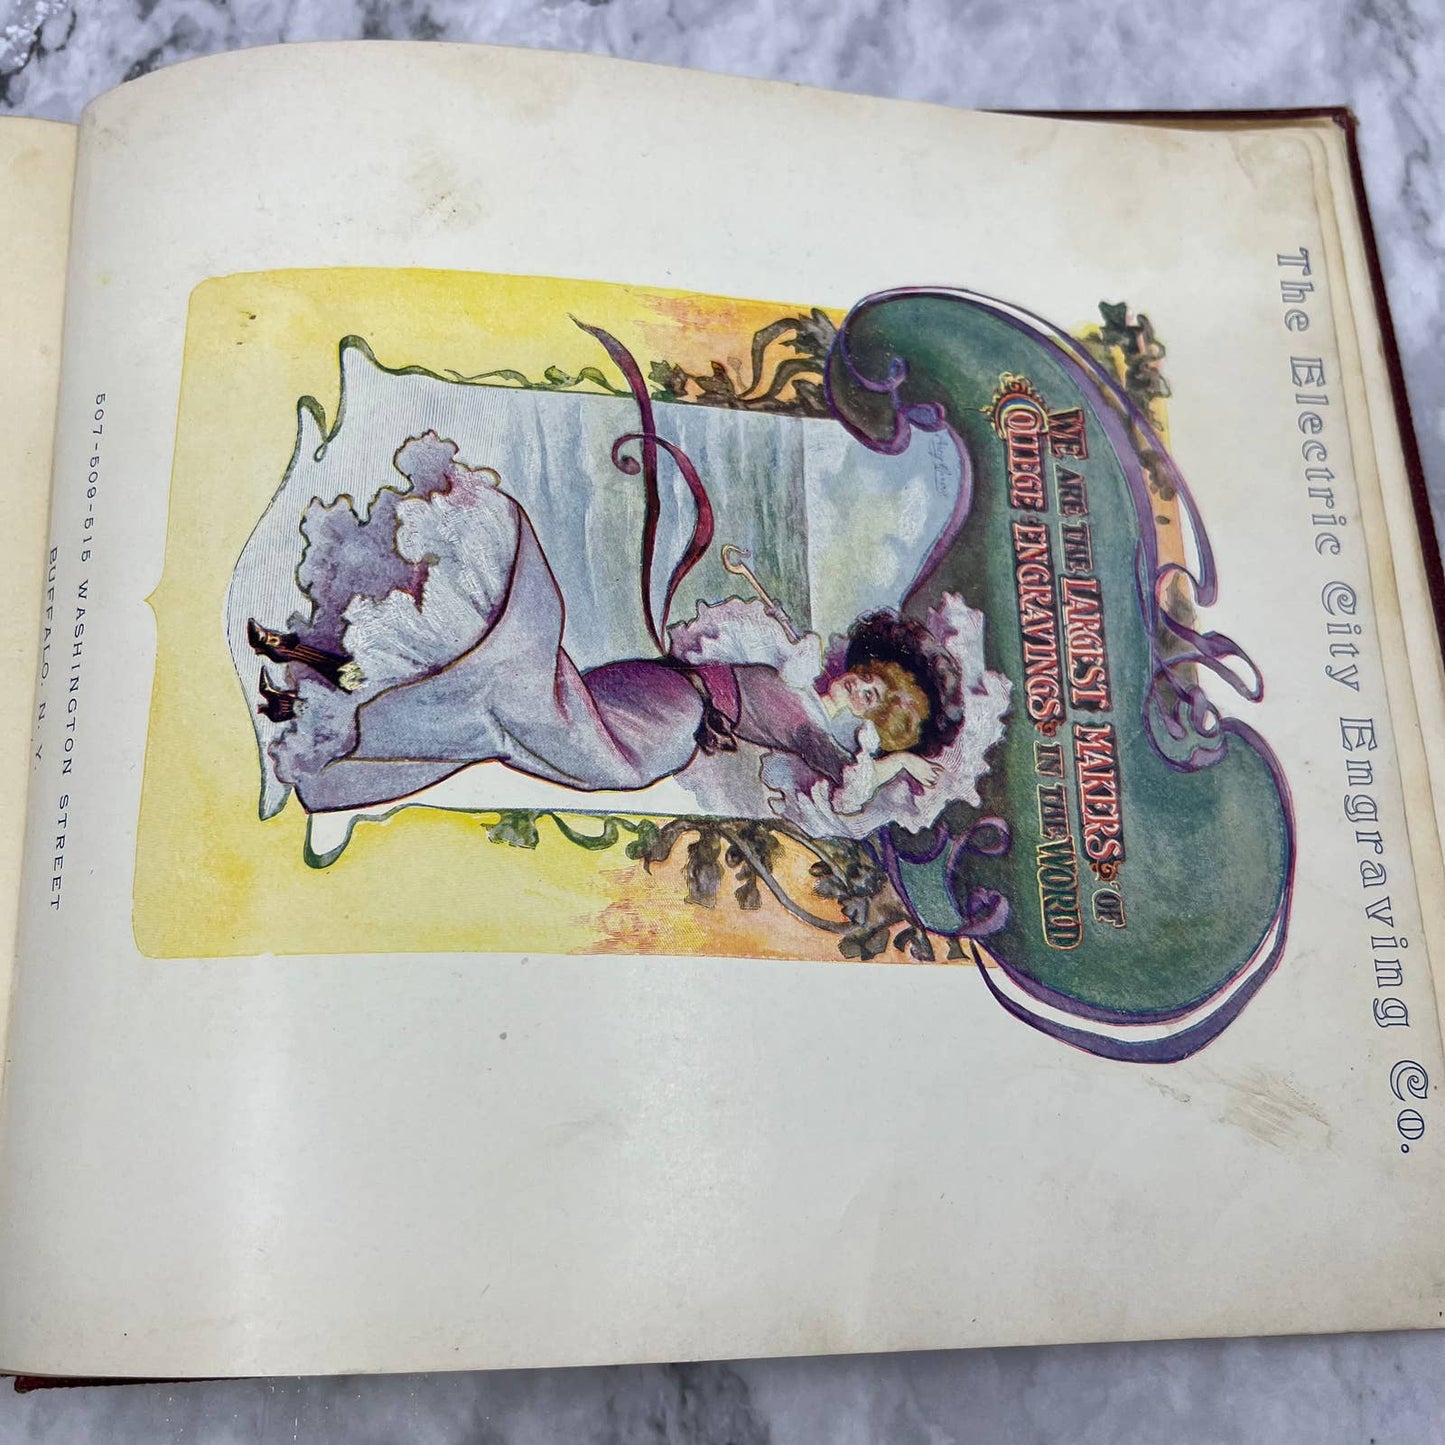 The Electric City Engraving Co.
WE ARE THE LARGEST MAKERS OF
COLLEGE ENGRAVINGS IN THE WORLD
507-509-515 WASHINGTON STREET
BUFFALO, N. Y.